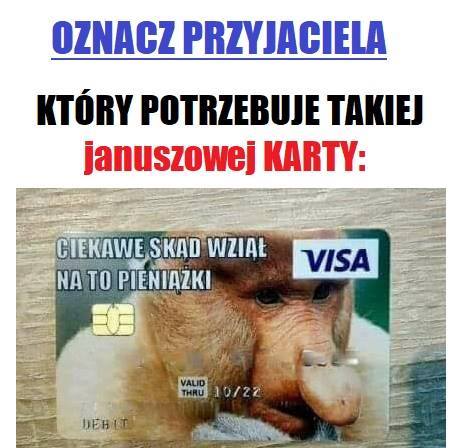 OZNACZ PRZYJACIELA
KTÓRY POTRZEBUJE TAKIEJ
januszowej KARTY:
CIEKAWE SKĄD WZIĄŁ
NA TO PIENIĄŻKI
VISA
VALID
THRU 10/22
DEBIT